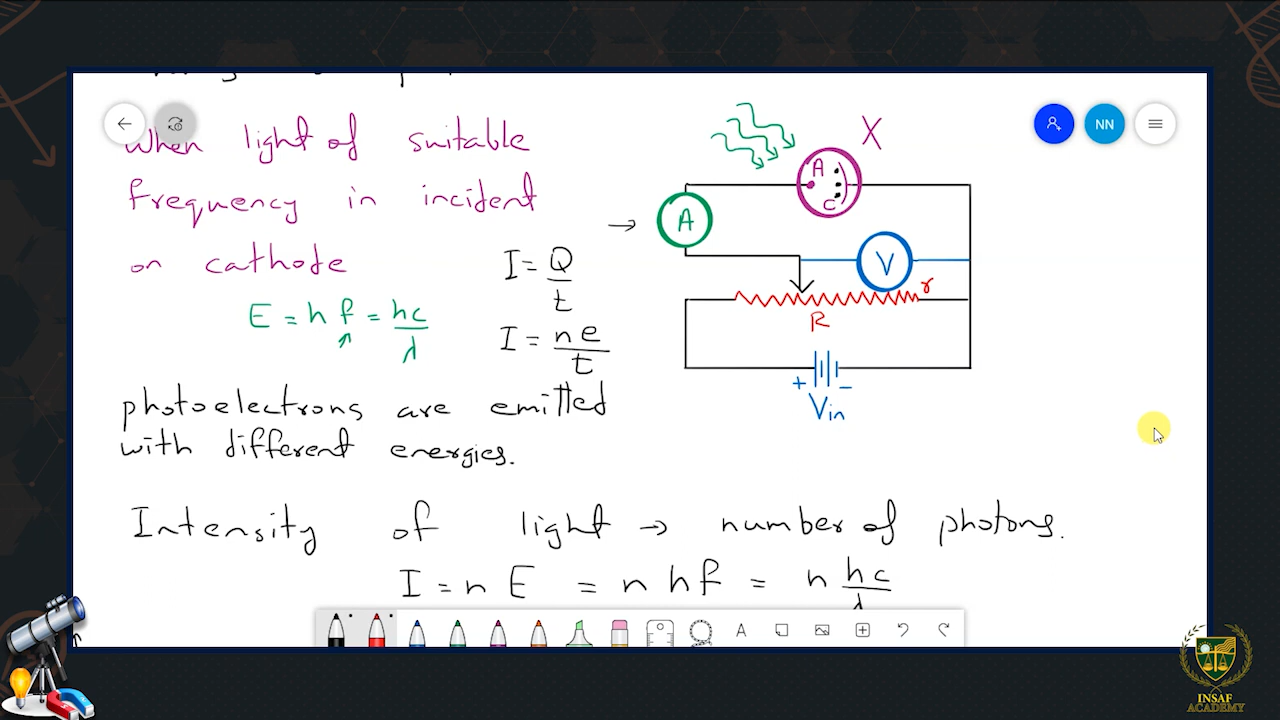 When light of suitable
frequency in incident
on cathode
E = h f = hc/λ
I = Q/t
I = ne/t
photoelectrons are emitted
with different energies.
Intensity of light → number of photons.
I = n E = n h f = n hc/λ
X
A
C
A
V
r
R
+ -
Vin
NN
A
INSAF
ACADEMY